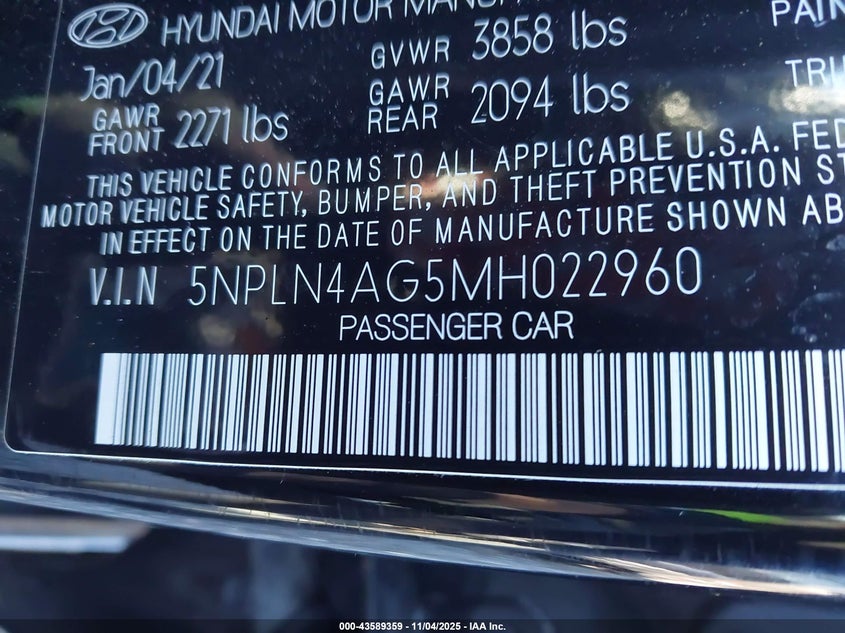 HYUNDAI MOTOR
Jan/04/21
GVWR 3858 lbs
PAIN
GAWR FRONT 2271 lbs
GAWR REAR 2094 lbs
THIS VEHICLE CONFORMS TO ALL APPLICABLE U.S.A. FED
MOTOR VEHICLE SAFETY, BUMPER, AND THEFT PREVENTION ST
IN EFFECT ON THE DATE OF MANUFACTURE SHOWN AB
V.I.N 5NPLN4AG5MH022960
PASSENGER CAR
000-43589359 - 11/04/2025 - IAA Inc.